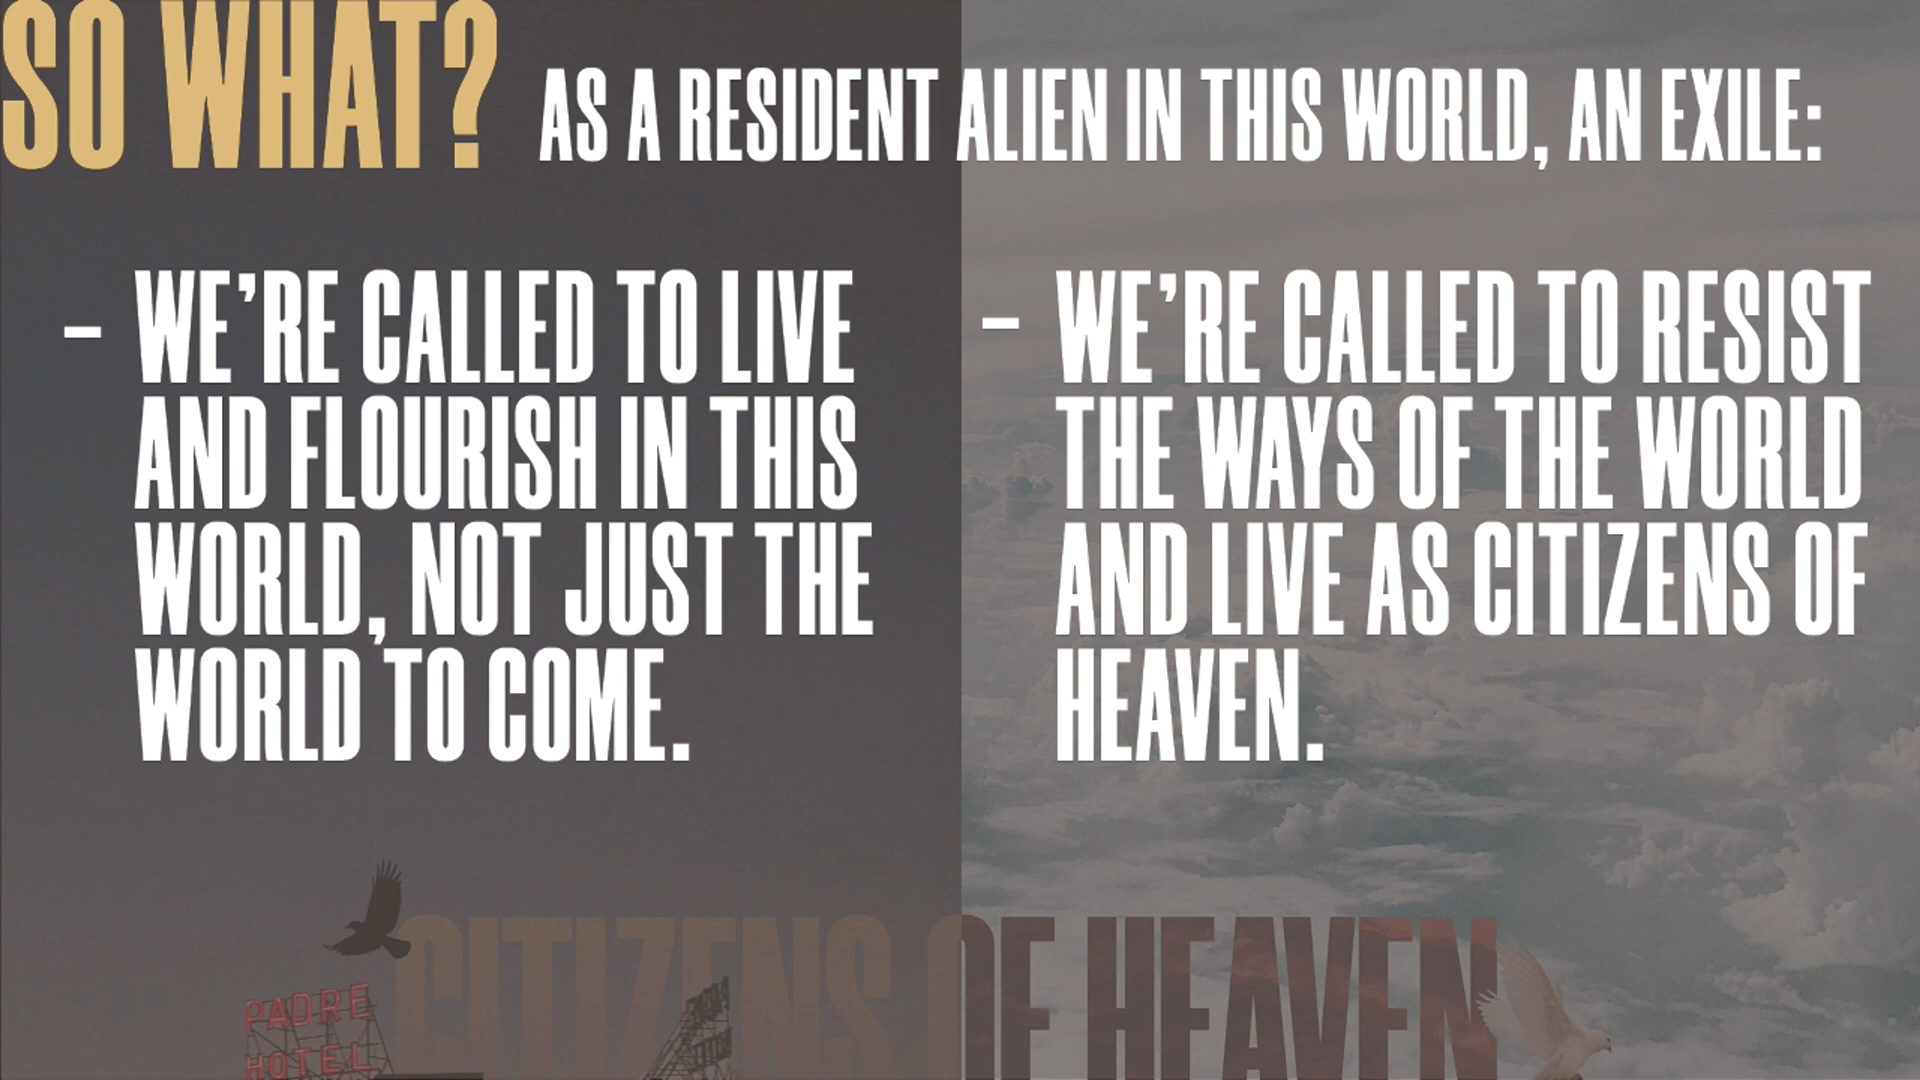 SO WHAT? AS A RESIDENT ALIEN IN THIS WORLD, AN EXILE:
– WE’RE CALLED TO LIVE
AND FLOURISH IN THIS
WORLD, NOT JUST THE
WORLD TO COME.
– WE’RE CALLED TO RESIST
THE WAYS OF THE WORLD
AND LIVE AS CITIZENS OF
HEAVEN.
CITIZENS OF HEAVEN
PADRE
HOTEL